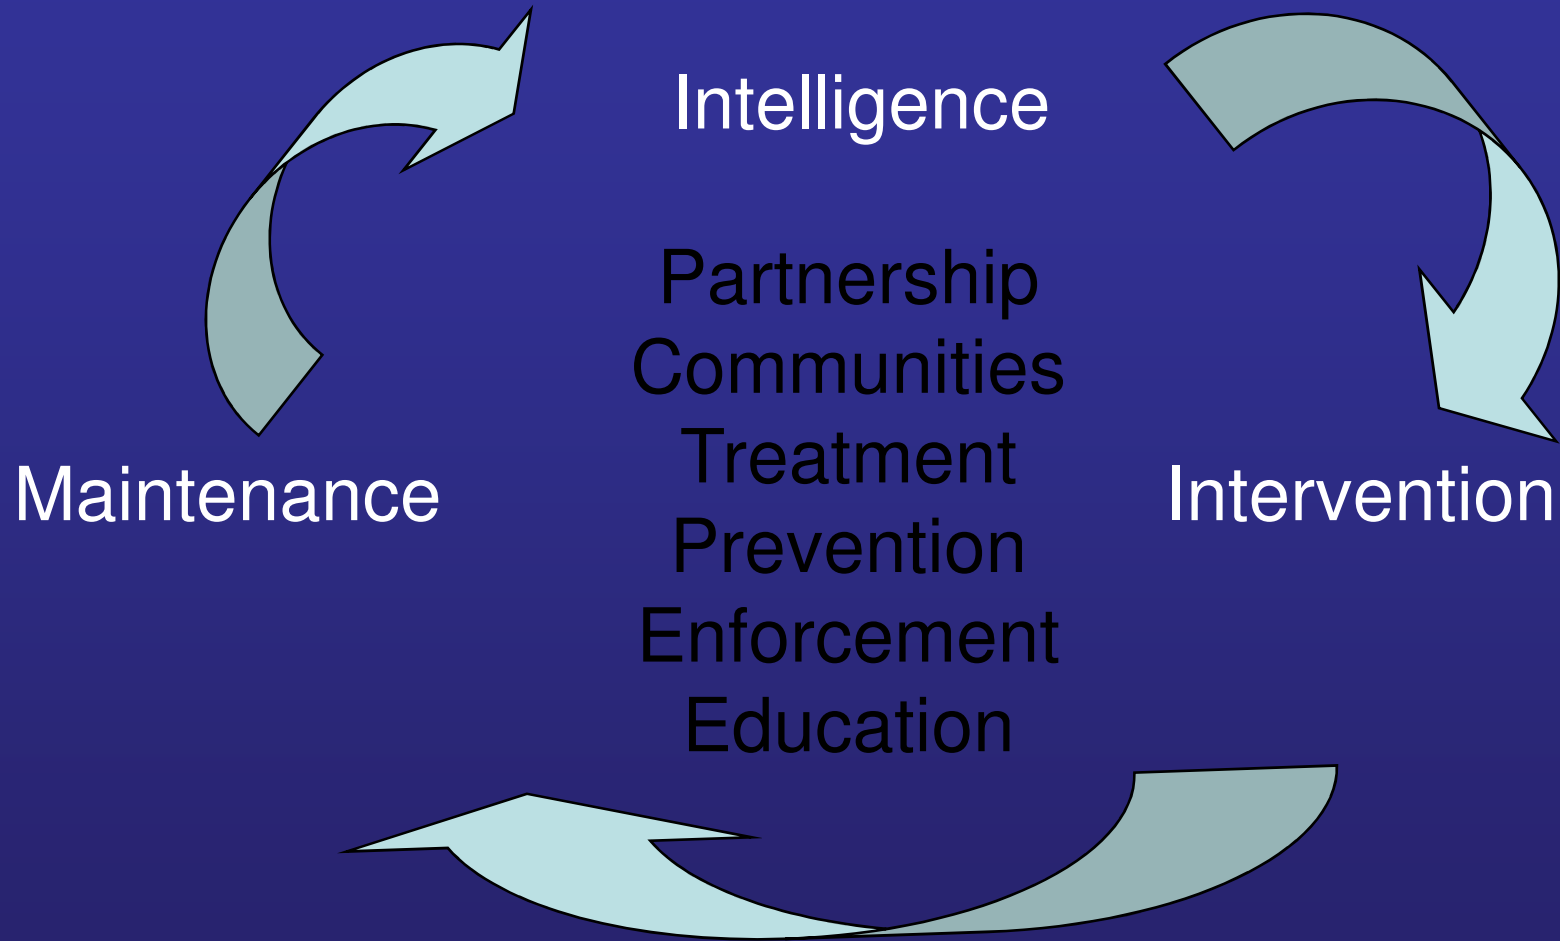 Intelligence
Partnership
Communities
Treatment
Maintenance
Intervention
Prevention
Enforcement
Education